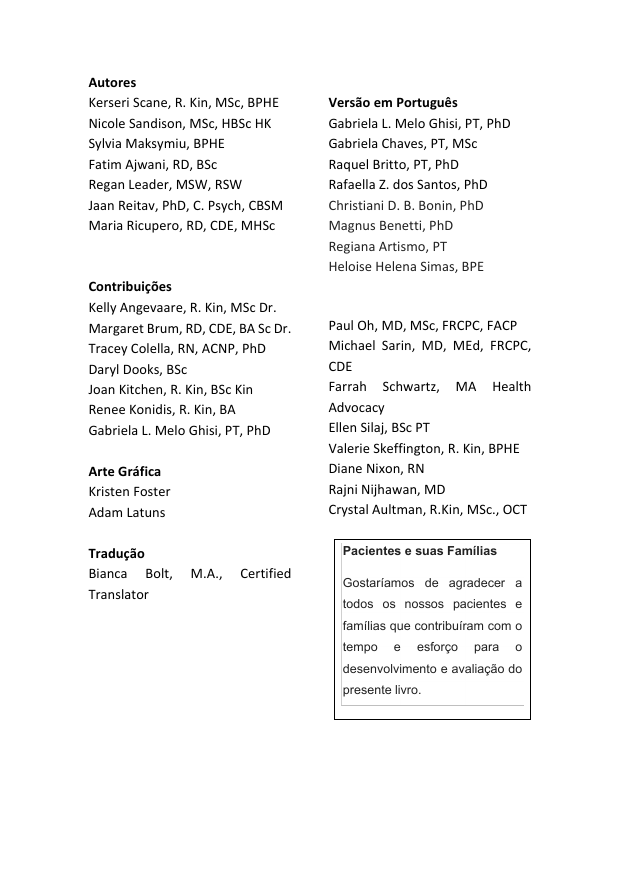 Autores
Kerseri Scane, R. Kin, MSc, BPHE
Nicole Sandison, MSc, HBSc HK
Sylvia Maksymiu, BPHE
Fatim Ajwani, RD, BSc
Regan Leader, MSW, RSW
Jaan Reitav, PhD, C. Psych, CBSM
Maria Ricupero, RD, CDE, MHSc
Contribuições
Kelly Angevaare, R. Kin, MSc Dr.
Margaret Brum, RD, CDE, BA Sc Dr.
Tracey Colella, RN, ACNP, PhD
Daryl Dooks, BSc
Joan Kitchen, R. Kin, BSc Kin
Renee Konidis, R. Kin, BA
Gabriela L. Melo Ghisi, PT, PhD
Arte Gráfica
Kristen Foster
Adam Latuns
Tradução
Bianca Bolt, M.A., Certified
Translator
Versão em Português
Gabriela L. Melo Ghisi, PT, PhD
Gabriela Chaves, PT, MSc
Raquel Britto, PT, PhD
Rafaella Z. dos Santos, PhD
Christiani D. B. Bonin, PhD
Magnus Benetti, PhD
Regiana Artismo, PT
Heloise Helena Simas, BPE
Paul Oh, MD, MSc, FRCPC, FACP
Michael Sarin, MD, MEd, FRCPC,
CDE
Farrah Schwartz, MA Health
Advocacy
Ellen Silaj, BSc PT
Valerie Skeffington, R. Kin, BPHE
Diane Nixon, RN
Rajni Nijhawan, MD
Crystal Aultman, R.Kin, MSc., OCT
Pacientes e suas Famílias
Gostaríamos de agradecer a
todos os nossos pacientes e
famílias que contribuíram com o
tempo e esforço para o
desenvolvimento e avaliação do
presente livro.